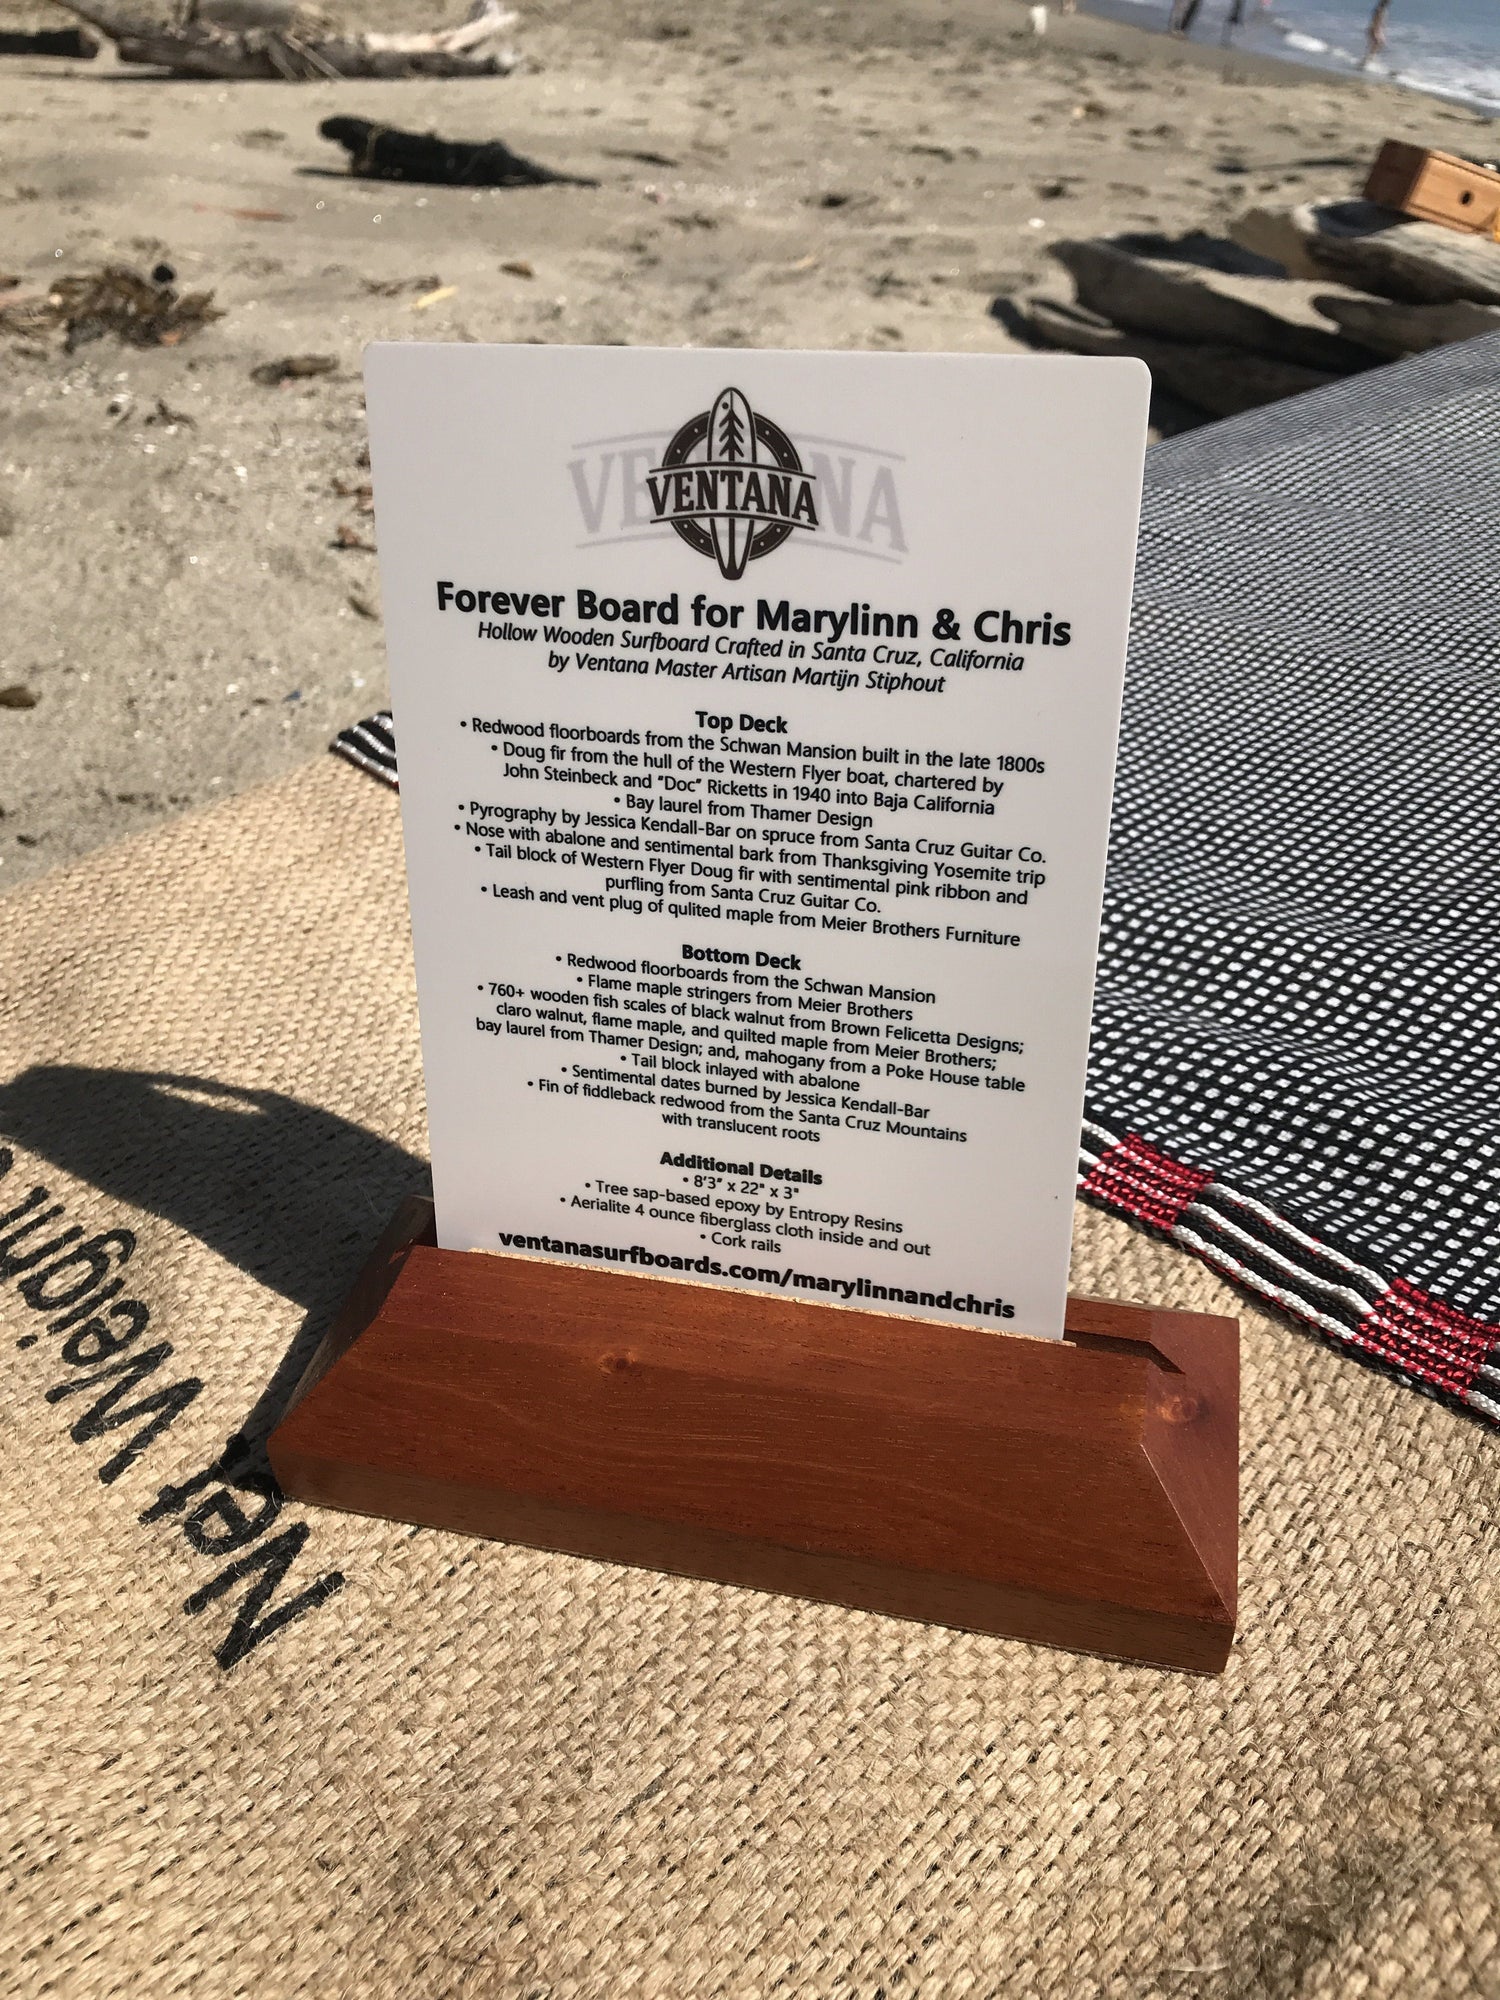 VENTANA
VENTANA
Forever Board for Marylinn & Chris
Hollow Wooden Surfboard Crafted in Santa Cruz, California
by Ventana Master Artisan Martijn Stiphout
Top Deck
• Redwood floorboards from the Schwan Mansion built in the late 1800s
• Doug fir from the hull of the Western Flyer boat, chartered by
John Steinbeck and "Doc" Ricketts in 1940 into Baja California
• Bay laurel from Thamer Design
• Pyrography by Jessica Kendall-Bar on spruce from Santa Cruz Guitar Co.
• Nose with abalone and sentimental bark from Thanksgiving Yosemite trip
• Tail block of Western Flyer Doug fir with sentimental pink ribbon and
purfling from Santa Cruz Guitar Co.
• Leash and vent plug of qulited maple from Meier Brothers Furniture
Bottom Deck
• Redwood floorboards from the Schwan Mansion
• Flame maple stringers from Meier Brothers
• 760+ wooden fish scales of black walnut from Brown Felicetta Designs;
claro walnut, flame maple, and quilted maple from Meier Brothers;
bay laurel from Thamer Design; and, mahogany from a Poke House table
• Tail block inlayed with abalone
• Sentimental dates burned by Jessica Kendall-Bar
• Fin of fiddleback redwood from the Santa Cruz Mountains
with translucent roots
Additional Details
• 8'3" x 22" x 3"
• Tree sap-based epoxy by Entropy Resins
• Aerialite 4 ounce fiberglass cloth inside and out
• Cork rails
ventanasurfboards.com/marylinnandchris
Net Weight